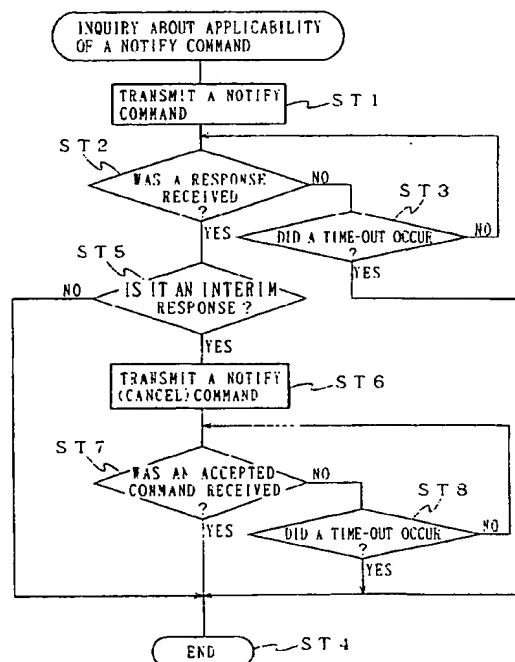 INQUIRY ABOUT APPLICABILITY
OF A NOTIFY COMMAND
TRANSMIT A NOTIFY
COMMAND
ST1
ST2
WAS A RESPONSE
RECEIVED
?
NO
YES
ST3
DID A TIME-OUT OCCUR
?
NO
YES
ST5
IS IT AN INTERIM
RESPONSE?
NO
YES
TRANSMIT A NOTIFY
(CANCEL) COMMAND
ST6
ST7
WAS AN ACCEPTED
COMMAND RECEIVED
?
NO
YES
ST8
DID A TIME-OUT OCCUR
?
NO
YES
END
ST4